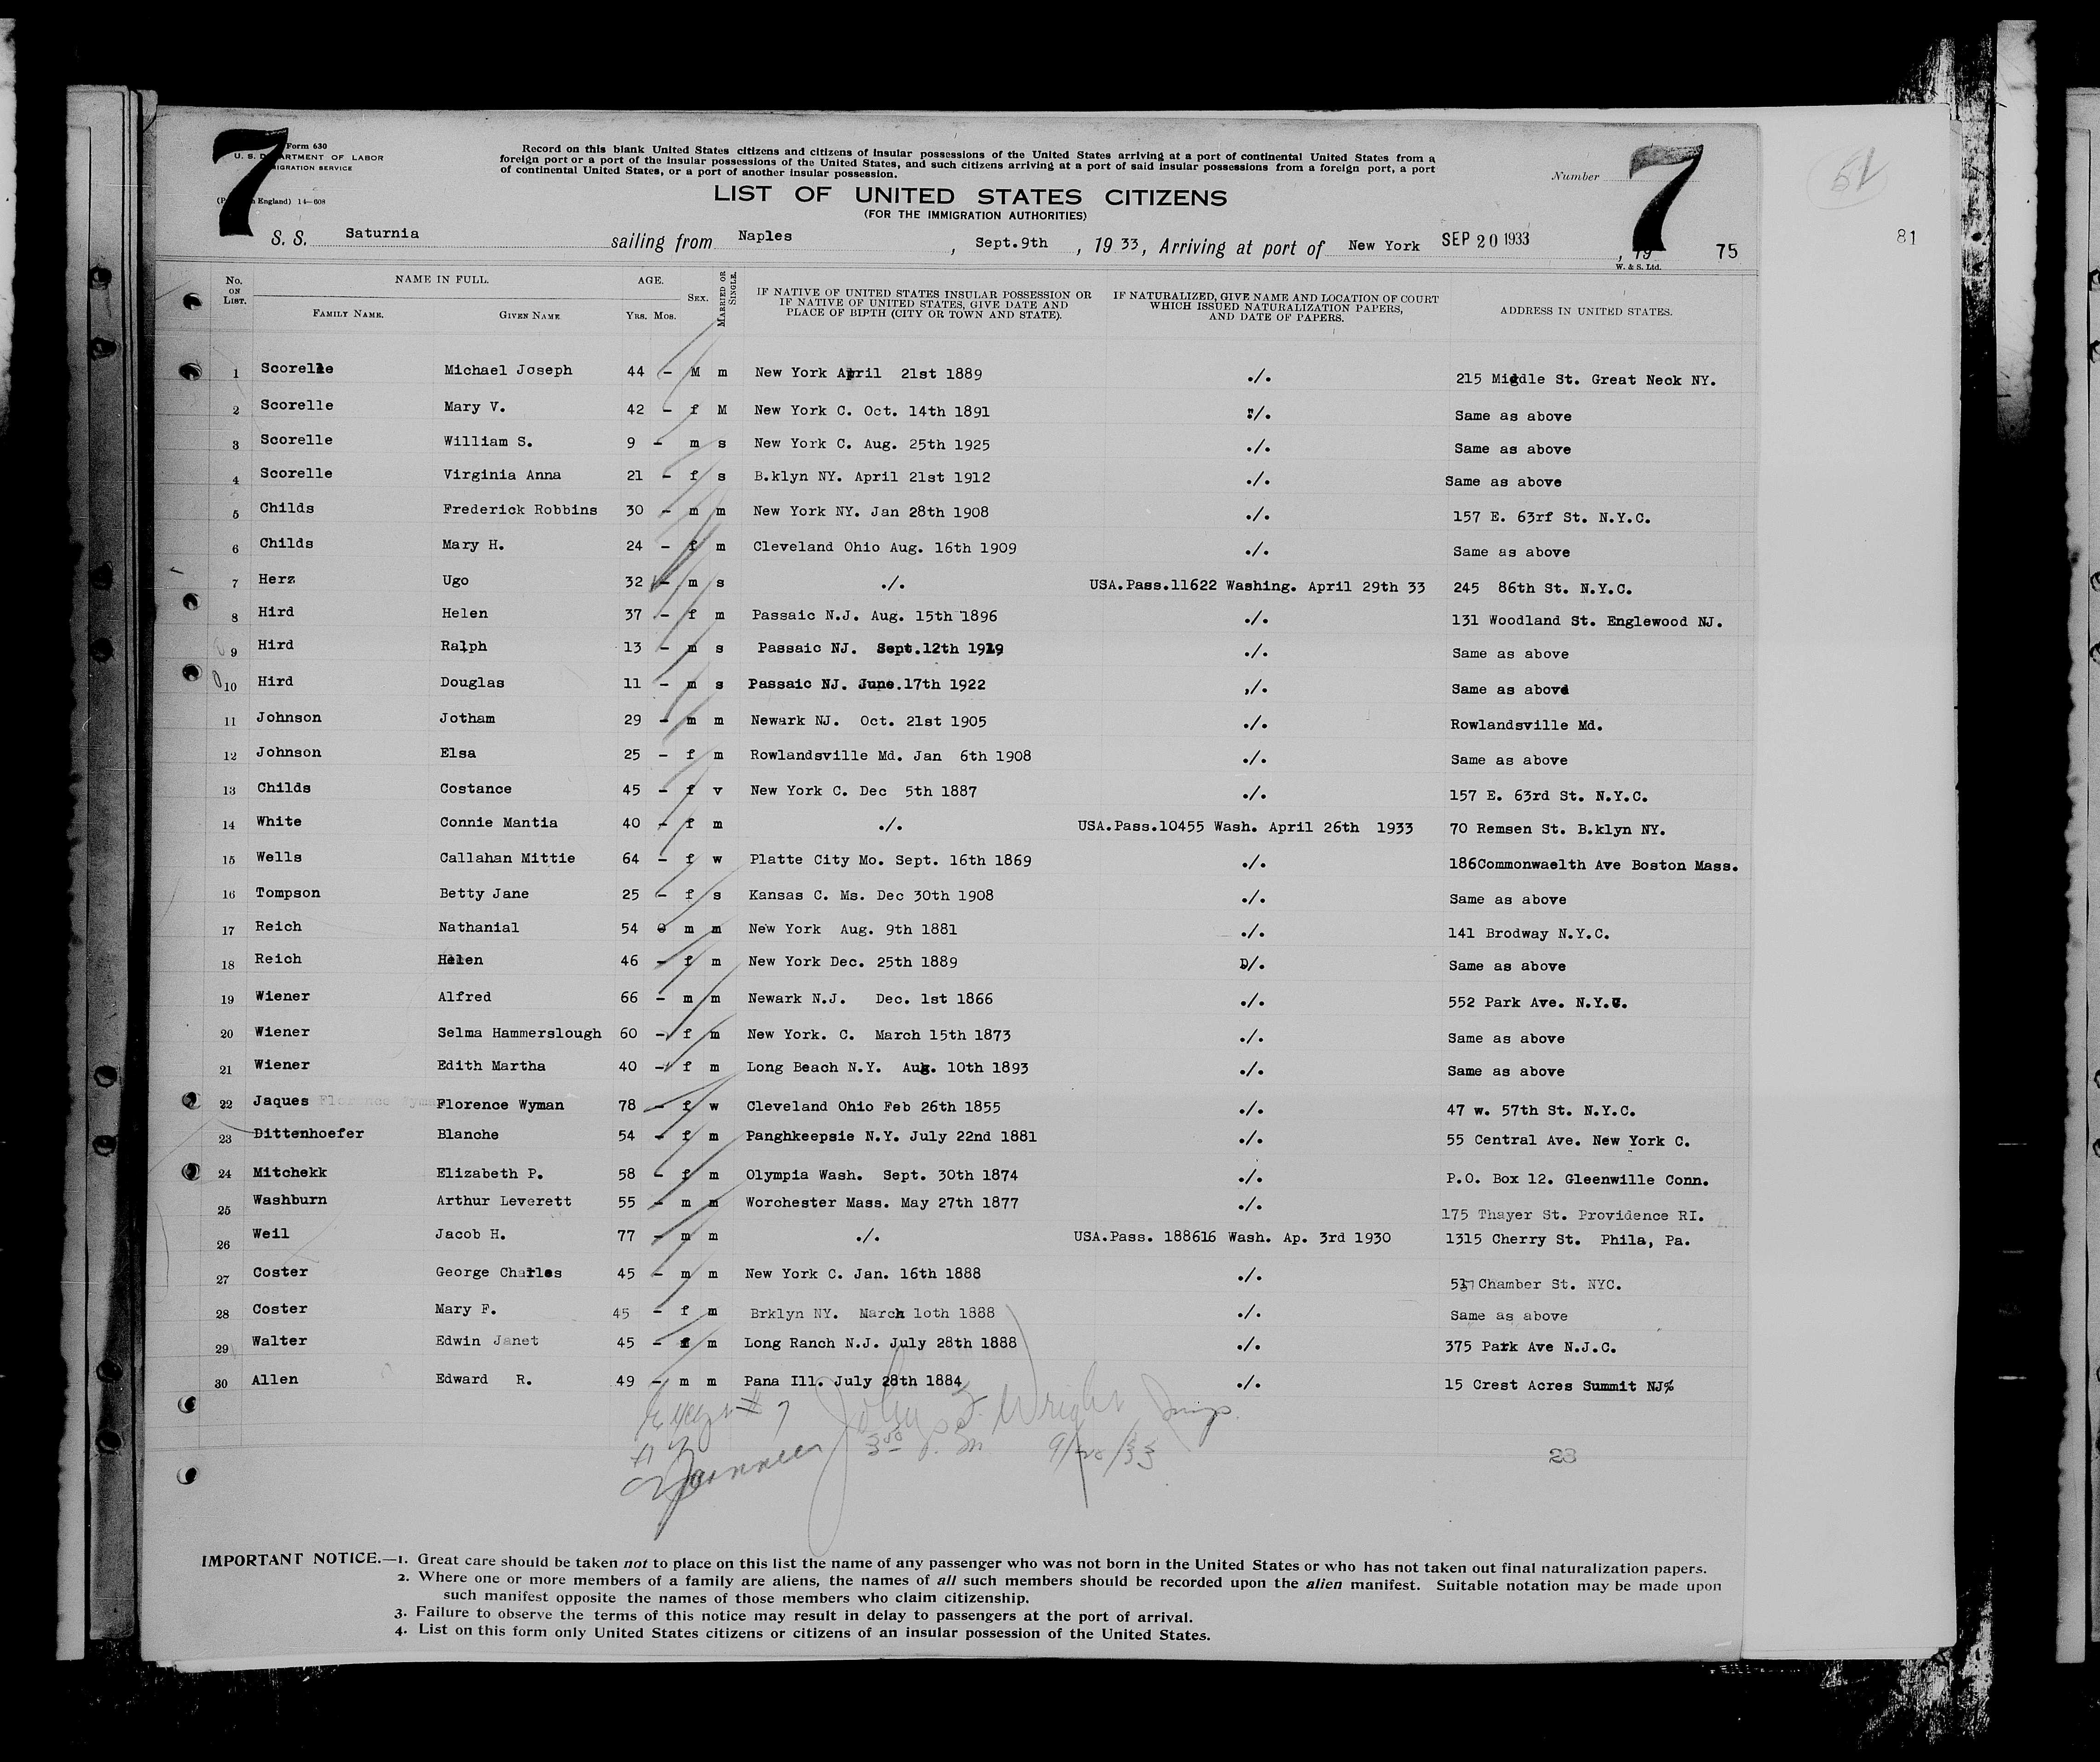 7
Form 630
U. S. D ARTMENT OF LABOR
IGRATION SERVICE
England) 14-608
Record on this blank United States citizens and citizens of insular possessions of the United States arriving at a port of continental United States from a
foreign port or a port of the insular possessions of the United States, and such citizens arriving at a port of said insular possessions from a foreign port, a port
of continental United States, or a port of another insular possession.
Number 7
LIST OF UNITED STATES CITIZENS
(FOR THE IMMIGRATION AUTHORITIES)
S. S. Saturnia sailing from Naples, Sept.9th, 1933, Arriving at port of New York SEP 20 1933, 19 75
81
W. & S. Ltd.
No. ON LIST. NAME IN FULL. FAMILY NAME. GIVEN NAME AGE. YRS. MOS. SEX. MARRIED OR SINGLE. IF NATIVE OF UNITED STATES INSULAR POSSESSION OR IF NATIVE OF UNITED STATES, GIVE DATE AND PLACE OF BIRTH (CITY OR TOWN AND STATE). IF NATURALIZED, GIVE NAME AND LOCATION OF COURT WHICH ISSUED NATURALIZATION PAPERS, AND DATE OF PAPERS. ADDRESS IN UNITED STATES.
1 Scorelle Michael Joseph 44 - M m New York April 21st 1889 ./. 215 Middle St. Great Neck NY.
2 Scorelle Mary V. 42 - f M New York C. Oct. 14th 1891 ./. Same as above
3 Scorelle William S. 9 - m s New York C. Aug. 25th 1925 ./. Same as above
4 Scorelle Virginia Anna 21 - f s B.klyn NY. April 21st 1912 ./. Same as above
5 Childs Frederick Robbins 30 - m m New York NY. Jan 28th 1908 ./. 157 E. 63rf St. N.Y.C.
6 Childs Mary H. 24 - f m Cleveland Ohio Aug. 16th 1909 ./. Same as above
7 Herz Ugo 32 - m s ./. USA.Pass.11622 Washing. April 29th 33 245 86th St. N.Y.C.
8 Hird Helen 37 - f m Passaic N.J. Aug. 15th 1896 ./. 131 Woodland St. Englewood NJ.
9 Hird Ralph 13 - m s Passaic NJ. Sept.12th 1919 ./. Same as above
10 Hird Douglas 11 - m s Passaic NJ. June.17th 1922 ,/. Same as abovd
11 Johnson Jotham 29 - m m Newark NJ. Oct. 21st 1905 ./. Rowlandsville Md.
12 Johnson Elsa 25 - f m Rowlandsville Md. Jan 6th 1908 ./. Same as above
13 Childs Costance 45 - f v New York C. Dec 5th 1887 ./. 157 E. 63rd St. N.Y.C.
14 White Connie Mantia 40 - f m ./. USA.Pass.10455 Wash. April 26th 1933 70 Remsen St. B.klyn NY.
15 Wells Callahan Mittie 64 - f w Platte City Mo. Sept. 16th 1869 ./. 186Commonwaelth Ave Boston Mass.
16 Tompson Betty Jane 25 - f s Kansas C. Ms. Dec 30th 1908 ./. Same as above
17 Reich Nathanial 54 m m New York Aug. 9th 1881 ./. 141 Brodway N.Y.C.
18 Reich Helen 46 - f m New York Dec. 25th 1889 ./. Same as above
19 Wiener Alfred 66 - m m Newark N.J. Dec. 1st 1866 ./. 552 Park Ave. N.Y.C.
20 Wiener Selma Hammerslough 60 - f m New York. C. March 15th 1873 ./. Same as above
21 Wiener Edith Martha 40 - f m Long Beach N.Y. Aug. 10th 1893 ./. Same as above
22 Jaques Florence Wyman 78 - f w Cleveland Ohio Feb 26th 1855 ./. 47 w. 57th St. N.Y.C.
23 Dittenhoefer Blanche 54 - f m Panghkeepsie N.Y. July 22nd 1881 ./. 55 Central Ave. New York C.
24 Mitchekk Elizabeth P. 58 - f m Olympia Wash. Sept. 30th 1874 ./. P.O. Box 12. Gleenwille Conn.
25 Washburn Arthur Leverett 55 - m m Worchester Mass. May 27th 1877 ./. 175 Thayer St. Providence RI.
26 Weil Jacob H. 77 - m m ./. USA.Pass. 188616 Wash. Ap. 3rd 1930 1315 Cherry St. Phila, Pa.
27 Coster George Charles 45 - m m New York C. Jan. 16th 1888 ./. Chamber St. NYC.
28 Coster Mary F. 45 - f m Brklyn NY. March 1oth 1888 ./. Same as above
29 Walter Edwin Janet 45 - f m Long Ranch N.J. July 28th 1888 ./. 375 Park Ave N.J.C.
30 Allen Edward R. 49 - m m Pana Ill. July 28th 1884 ./. 15 Crest Acres Summit NJ%
# 7 John F. Wright Insp.
9/20/33
23
IMPORTANT NOTICE.—1. Great care should be taken not to place on this list the name of any passenger who was not born in the United States or who has not taken out final naturalization papers.
2. Where one or more members of a family are aliens, the names of all such members should be recorded upon the alien manifest. Suitable notation may be made upon
such manifest opposite the names of those members who claim citizenship.
3. Failure to observe the terms of this notice may result in delay to passengers at the port of arrival.
4. List on this form only United States citizens or citizens of an insular possession of the United States.